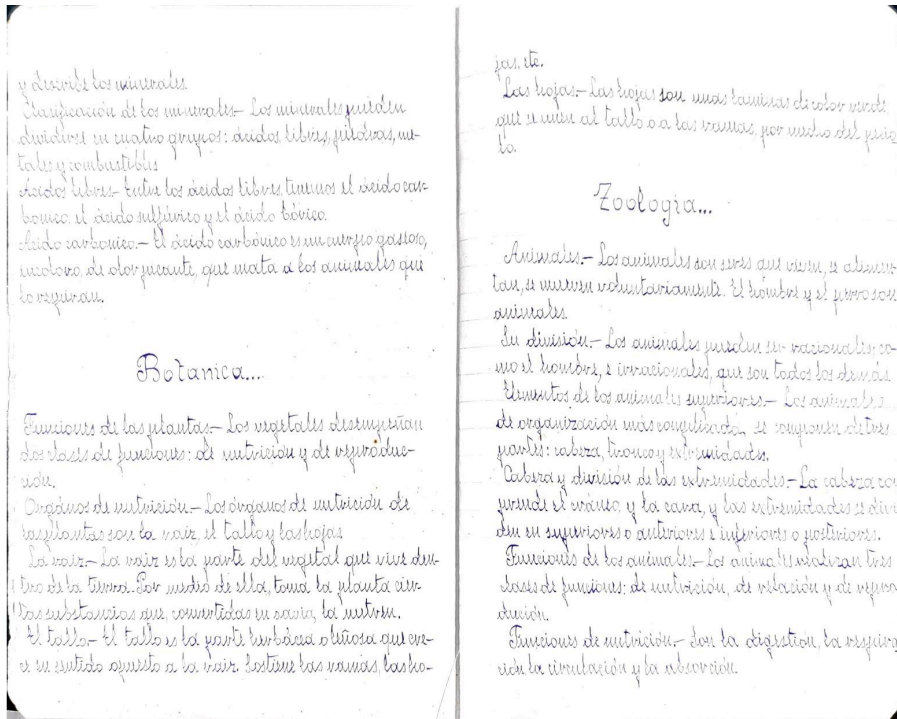 y describe los minerales.
Clasificación de los minerales.- Los minerales pueden
dividirse en cuatro grupos: ácidos libres, piedras, me-
tales y combustibles
Acidos libres- Entre los ácidos libres, tenemos el ácido car-
bonico, el ácido sulfúrico y el ácido bórico.
Acido carbonico.- El ácido carbónico es un cuerpo gaseoso,
incoloro, de olor picante, que mata a los animales que
lo respiran.
Botanica...
Funciones de las plantas.- Los vegetales desempeñan
dos clases de funciones: de nutrición y de reproduc-
ción.
Orgános de nutrición.- Los órganos de nutrición de
las plantas son la raiz, el tallo y las hojas
La raiz.- La raiz es la parte del vegetal que vive den-
tro de la tierra. Por medio de ella, toma la planta cier-
tas substancias que, convertidas en savia, la nutren.
El tallo.- El tallo es la parte herbácea o leñosa que cre-
ce en sentido opuesto a la raiz. Sostiene las ramas, las ho-
jas, etc.
Las hojas.- Las hojas son unas laminas de color verde
que se unen al tallo o a las ramas, por medio del pecio
lo.
Zoologia...
Animales.- Los animales son seres que viven, se alimen-
tan, se mueven voluntariamente. El hombre y el perro son
animales.
Su división.- Los animales pueden ser racionales, co-
mo el hombre, e irracionales, que son todos los demás
Elementos de los animales superiores.- Los animales
de organización más complicada, se componen de tres
partes: cabeza, tronco y extremidades.
Cabeza y división de las extremidades.- La cabeza com
prende el cráneo y la cara, y las extremidades se divi
den en superiores o anteriores e inferiores o posteriores.
Funciones de los animales.- Los animales realizan tres
clases de funciones: de nutrición, de relación y de repro
ducción.
Funciones de nutrición.- Son la digestión, la respira
ción la circulación y la absorción.